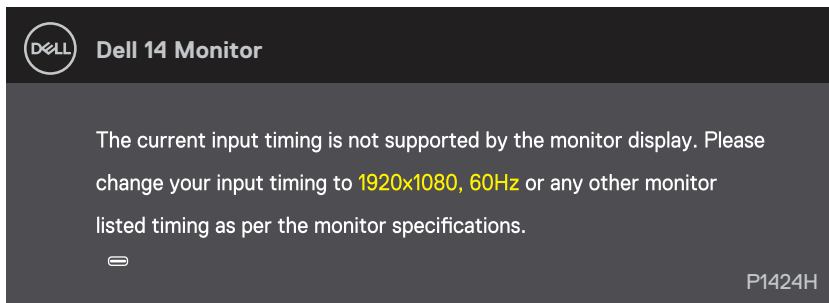 DELL
Dell 14 Monitor
The current input timing is not supported by the monitor display. Please
change your input timing to 1920x1080, 60Hz or any other monitor
listed timing as per the monitor specifications.
P1424H